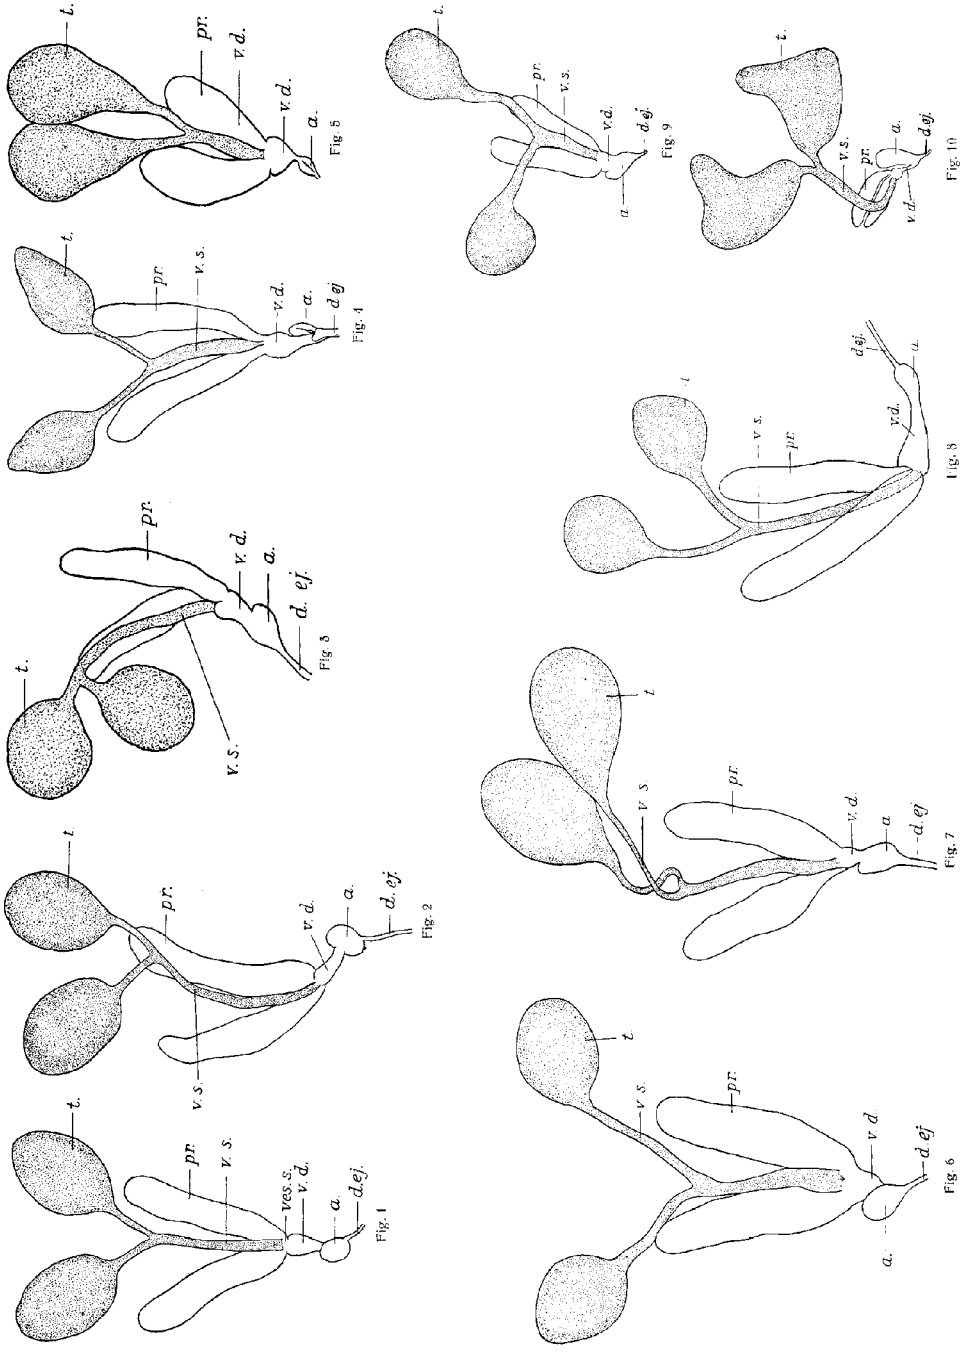 t.
pr.
v.s.
ves.s.
v.d.
a.
d.ej.
Fig. 1
t.
pr.
v.s.
v.d.
a.
d.ej.
Fig. 2
t.
pr.
v.s.
v.d.
a.
d. ej.
Fig 3
t.
pr.
v.s.
v.d.
a.
d ej
Fig. 4
t.
pr.
v.d.
v.d.
a.
Fig. 5
t
v s.
pr.
v d.
d.ej
a.
Fig. 6
t.
v s.
pr.
v.d.
a
d.ej
Fig. 7
t
v s.
pr.
v.d.
d.ej.
a.
Fig. 8
t.
pr.
v.s.
v.d.
d.ej.
a
Fig. 9
t.
v.s.
pr.
a.
d.ej.
v.d.
Fig. 10